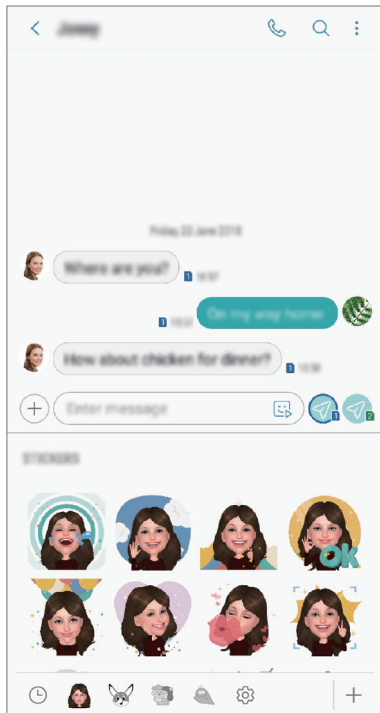 Friday, 22 June 2018
Where are you?
1
On my way home
1
How about chicken for dinner?
1
Enter message
1
2
STICKERS
OK